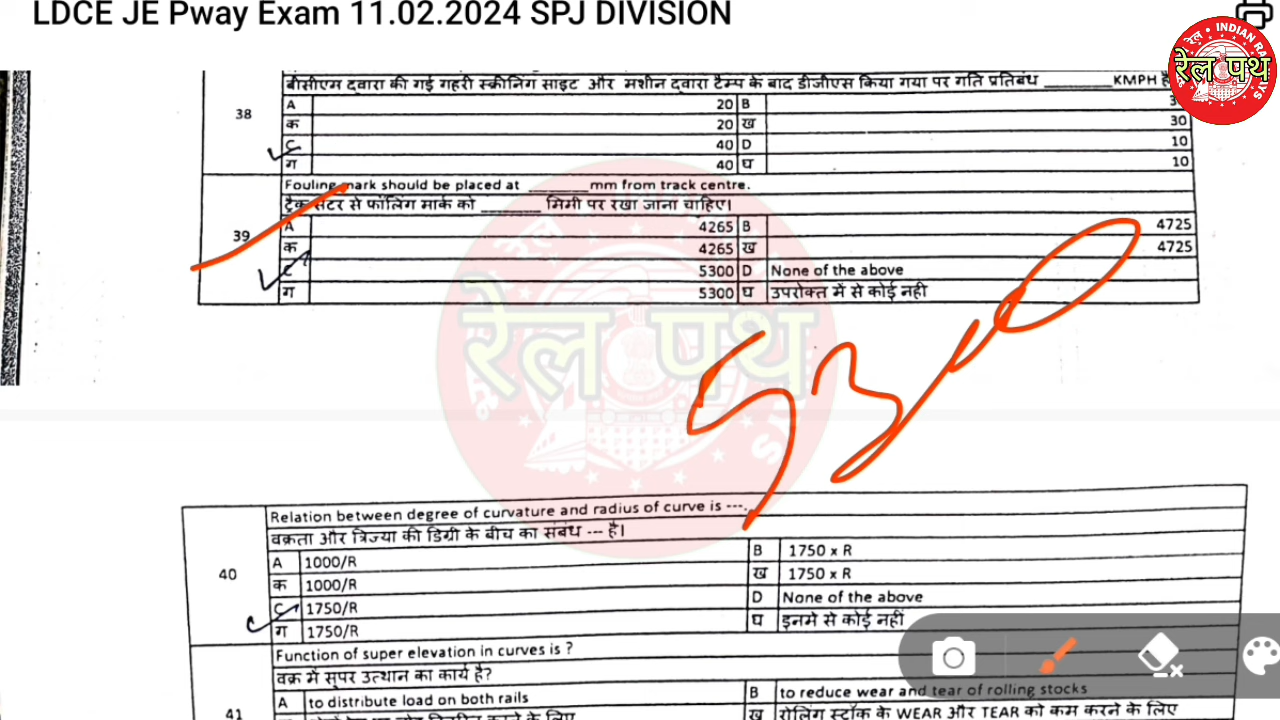 LDCE JE Pway Exam 11.02.2024 SPJ DIVISION
INDIAN RAILWAYS
रेल पथ
38
बीसीएम द्वारा की गई गहरी स्क्रीनिंग साइट और मशीन द्वारा टैम्प के बाद डीजीएस किया गया पर गति प्रतिबंध ________KMPH
A 20 B
क 20 ख 30
C 40 D 10
ग 40 घ 10
39
Fouling mark should be placed at _______mm from track centre.
ट्रैक सेंटर से फॉलिंग मार्क को _______ मिमी पर रखा जाना चाहिए।
A 4265 B 4725
क 4265 ख 4725
C 5300 D None of the above
ग 5300 घ उपरोक्त में से कोई नही
रेल पथ
5300
40
Relation between degree of curvature and radius of curve is ---.
वक्रता और त्रिज्या की डिग्री के बीच का संबंध --- है।
A 1000/R B 1750 x R
क 1000/R ख 1750 x R
C 1750/R D None of the above
ग 1750/R घ इनमे से कोई नहीं
41
Function of super elevation in curves is ?
वक्र में सुपर उत्थान का कार्य है?
A to distribute load on both rails B to reduce wear and tear of rolling stocks
ख रोलिंग स्टॉक के WEAR और TEAR को कम करने के लिए